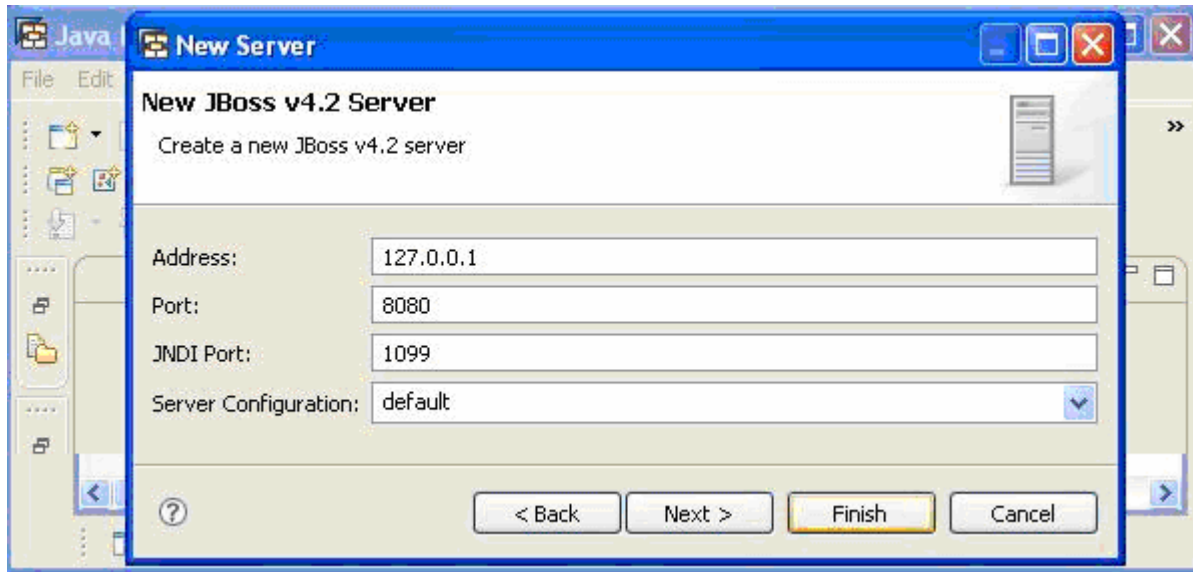 Java
New Server
File Edit
New JBoss v4.2 Server
Create a new JBoss v4.2 server
»
Address: 127.0.0.1
Port: 8080
JNDI Port: 1099
Server Configuration: default
? < Back Next > Finish Cancel